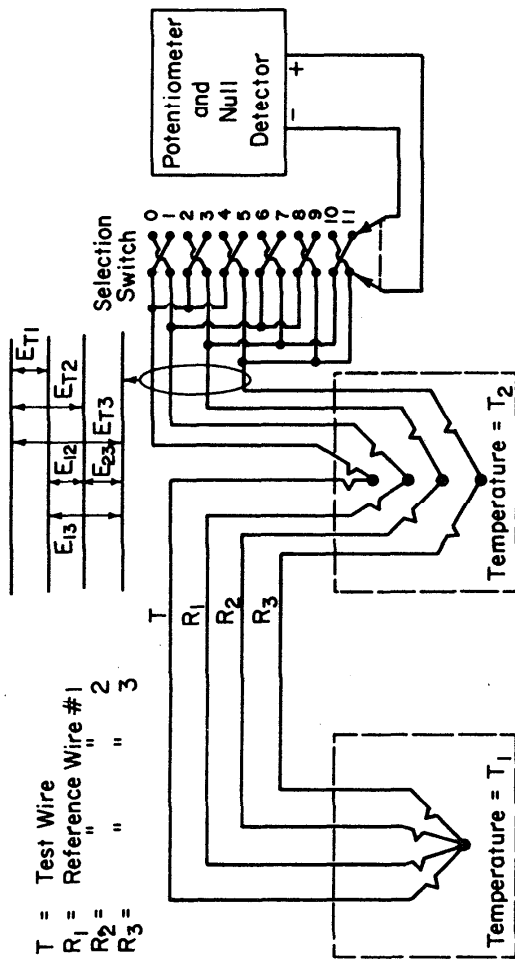 T = Test Wire
R1 = Reference Wire #1
R2 = " " 2
R3 = " " 3
ET1
ET2
ET3
E12
E23
E13
Selection
Switch
0
1
2
3
4
5
6
7
8
9
10
11
Potentiometer
and
Null
Detector
- +
T
R1
R2
R3
Temperature = T1
Temperature = T2